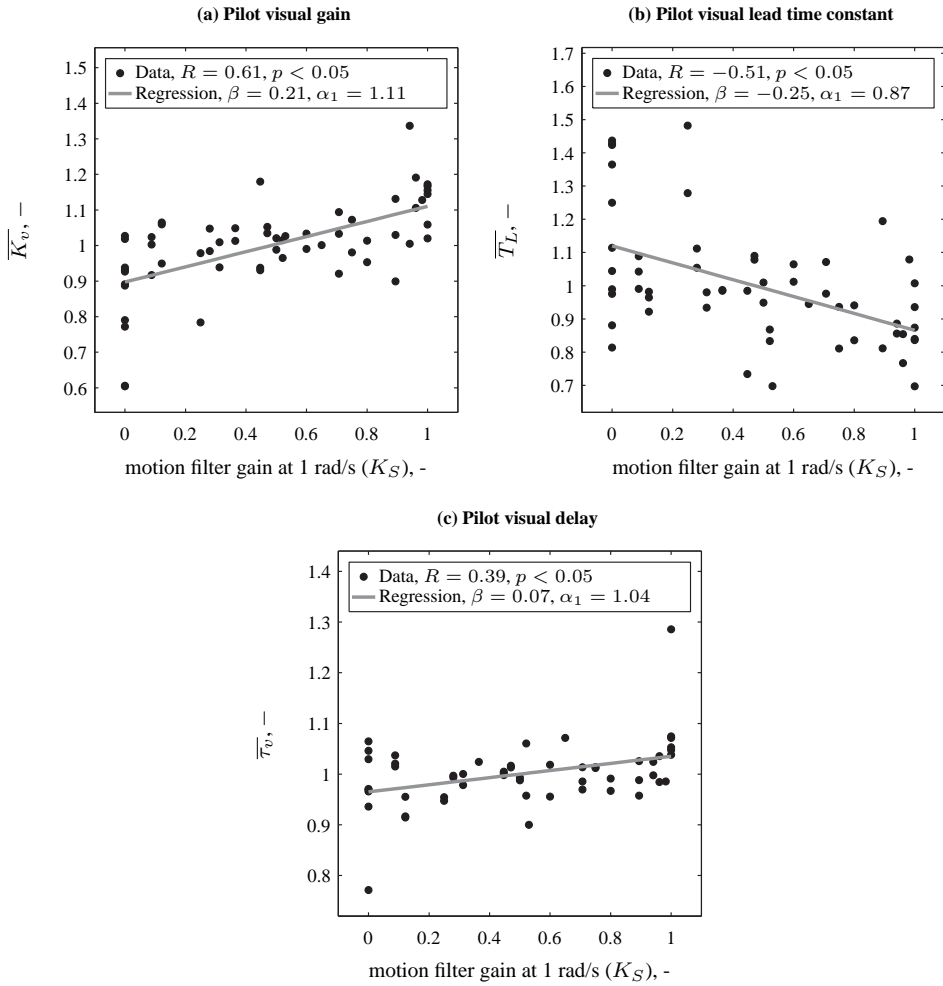 (a) Pilot visual gain
Data, R = 0.61, p < 0.05
Regression, β = 0.21, α₁ = 1.11
1.5
1.4
1.3
1.2
1.1
1
0.9
0.8
0.7
0.6
K̅ᵥ̅, −
0 0.2 0.4 0.6 0.8 1
motion filter gain at 1 rad/s (K_S), -
(b) Pilot visual lead time constant
Data, R = −0.51, p < 0.05
Regression, β = −0.25, α₁ = 0.87
1.7
1.6
1.5
1.4
1.3
1.2
1.1
1
0.9
0.8
0.7
T̅_L̅, −
0 0.2 0.4 0.6 0.8 1
motion filter gain at 1 rad/s (K_S), -
(c) Pilot visual delay
Data, R = 0.39, p < 0.05
Regression, β = 0.07, α₁ = 1.04
1.4
1.3
1.2
1.1
1
0.9
0.8
τ̅ᵥ̅, −
0 0.2 0.4 0.6 0.8 1
motion filter gain at 1 rad/s (K_S), -